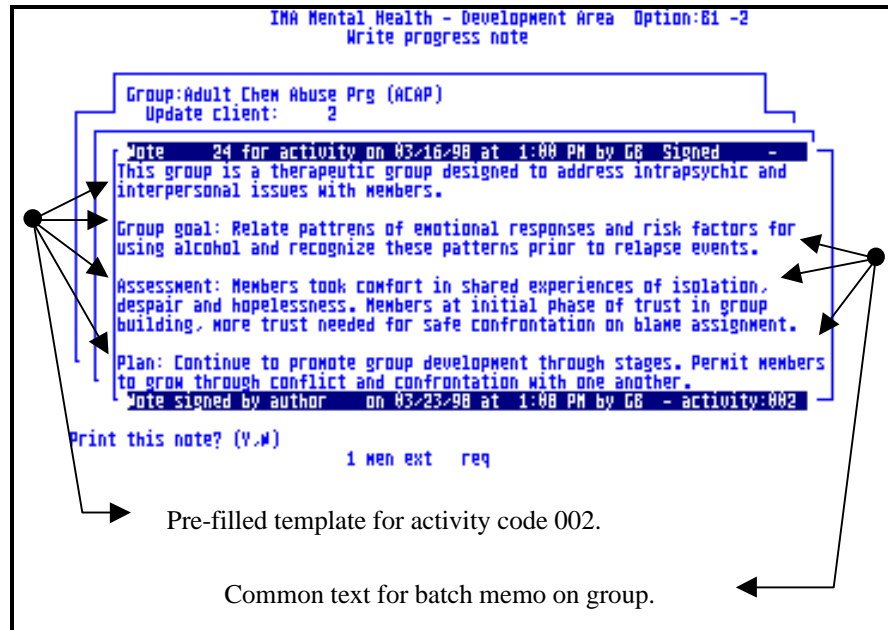 IMA Mental Health - Development Area Option:B1 -2
Write progress note
Group:Adult Chem Abuse Prg (ACAP)
Update client: 2
Note 24 for activity on 03/16/98 at 1:00 PM by GB Signed -
This group is a therapeutic group designed to address intrapsychic and
interpersonal issues with members.
Group goal: Relate pattrens of emotional responses and risk factors for
using alcohol and recognize these patterns prior to relapse events.
Assessment: Members took comfort in shared experiences of isolation,
despair and hopelessness. Members at initial phase of trust in group
building, more trust needed for safe confrontation on blame assignment.
Plan: Continue to promote group development through stages. Permit members
to grow through conflict and confrontation with one another.
Note signed by author on 03/23/98 at 1:08 PM by GB - activity:002
Print this note? (Y,N)
1 men ext req
Pre-filled template for activity code 002.
Common text for batch memo on group.